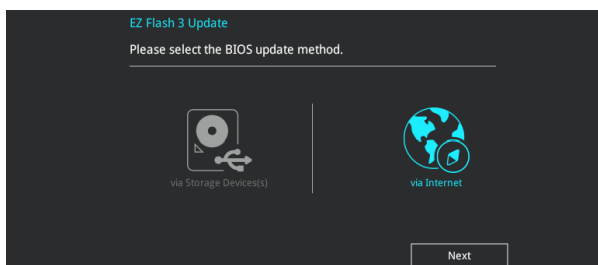 EZ Flash 3 Update
Please select the BIOS update method.
via Storage Devices(s)
via Internet
Next